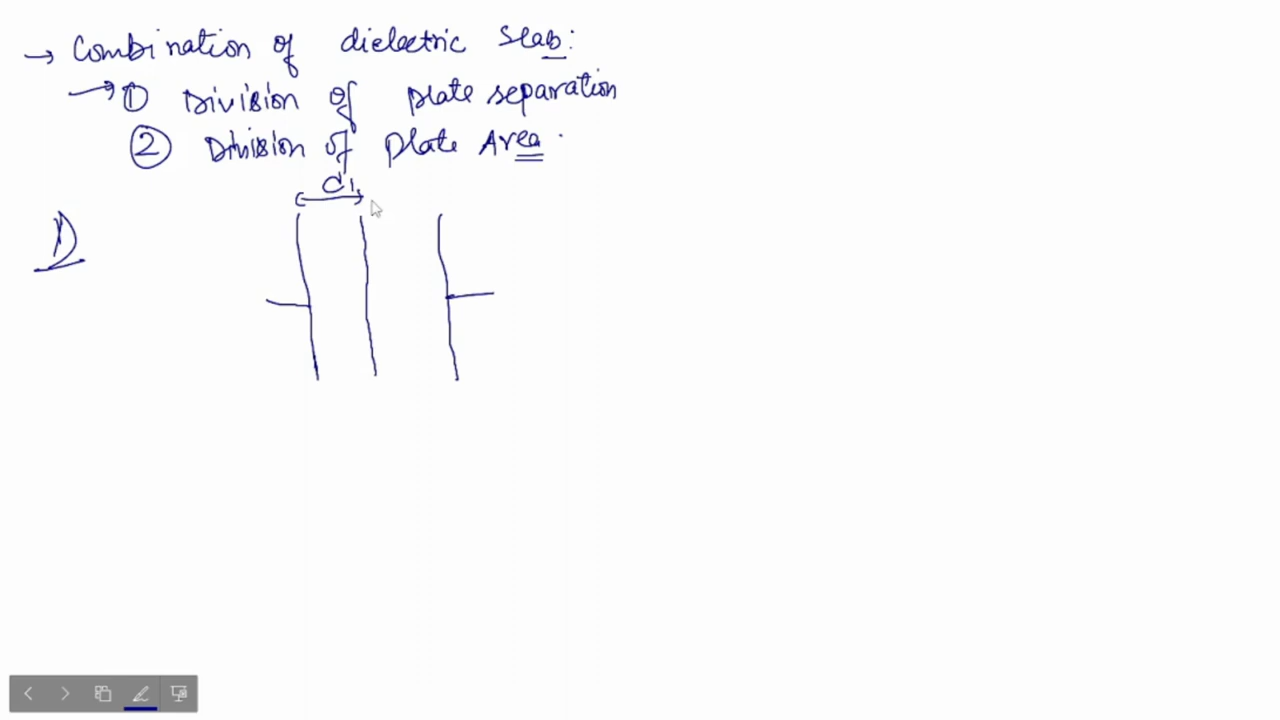 → Combination of dielectric slab:
→ ① Division of plate separation
② Division of plate Area.
d1
1)